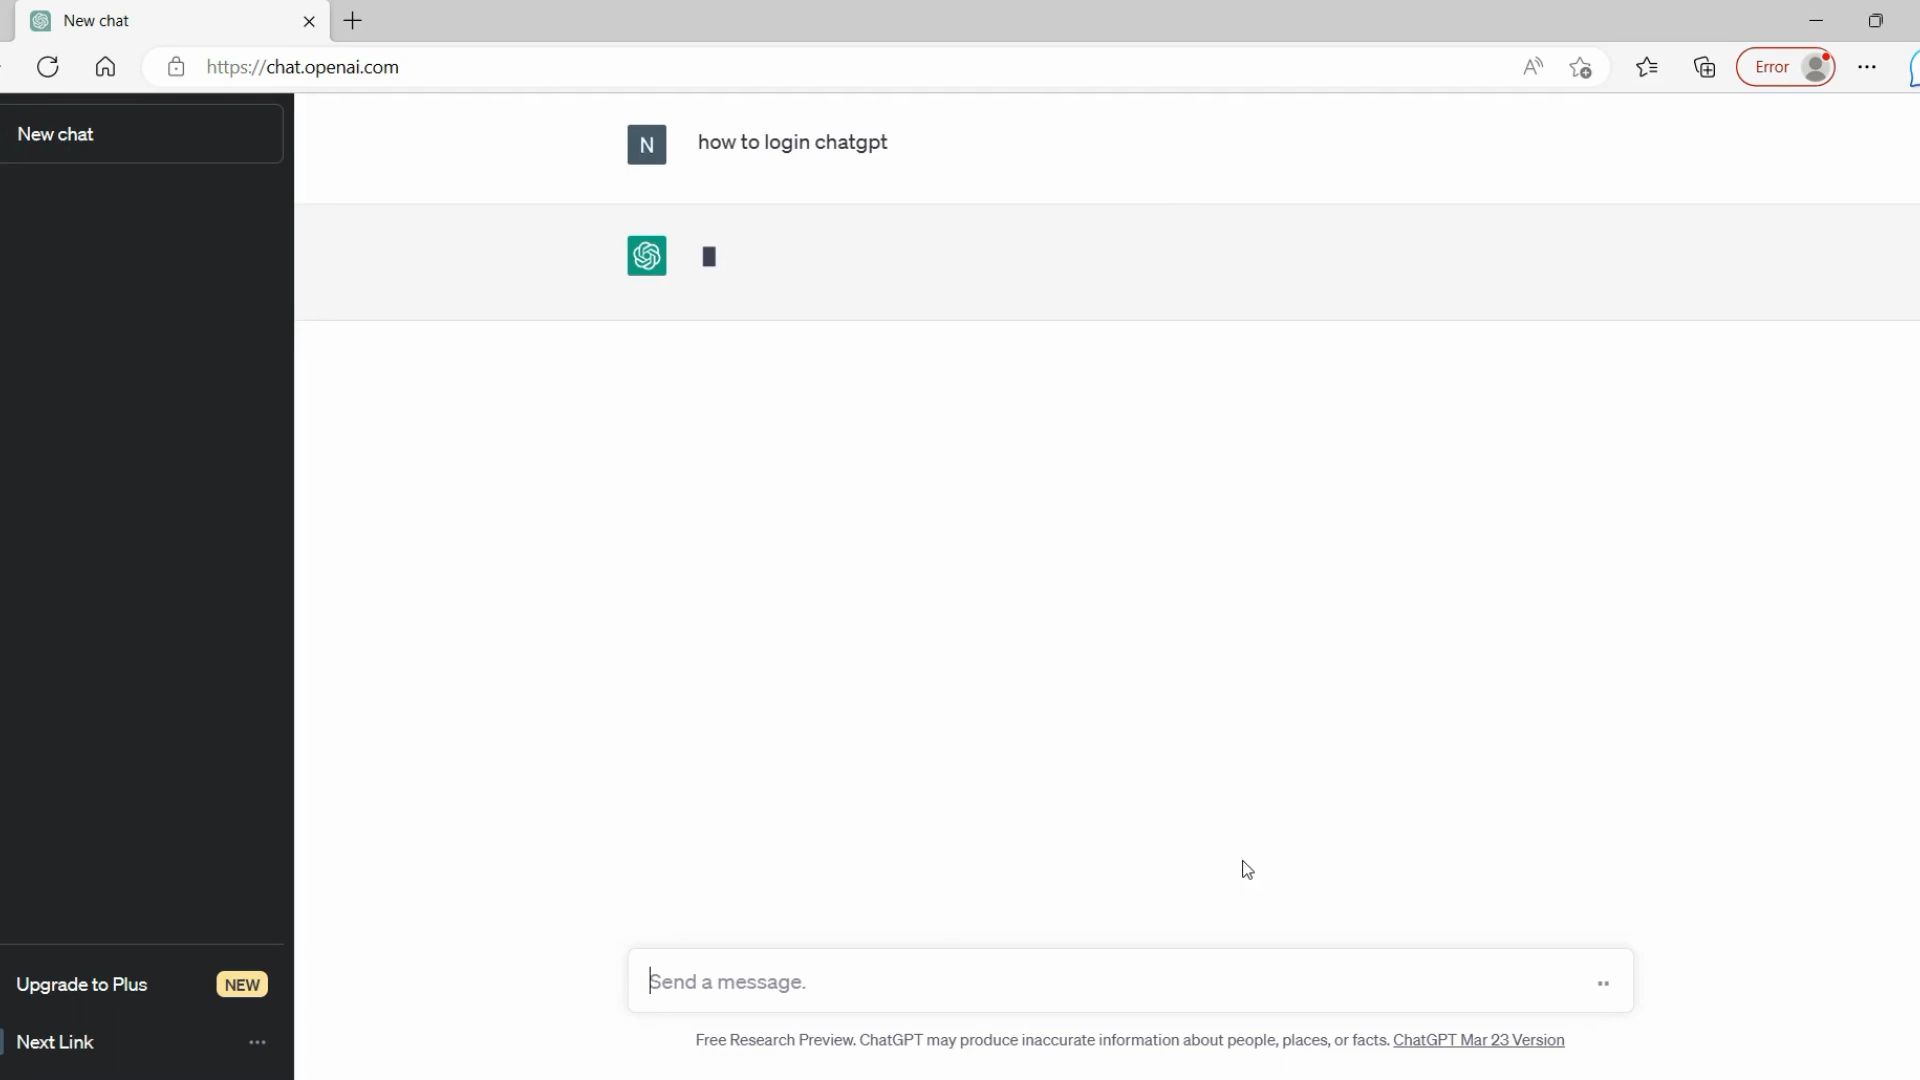 New chat
https://chat.openai.com
Error
New chat
N
how to login chatgpt
Send a message.
Upgrade to Plus
NEW
Next Link
Free Research Preview. ChatGPT may produce inaccurate information about people, places, or facts. ChatGPT Mar 23 Version